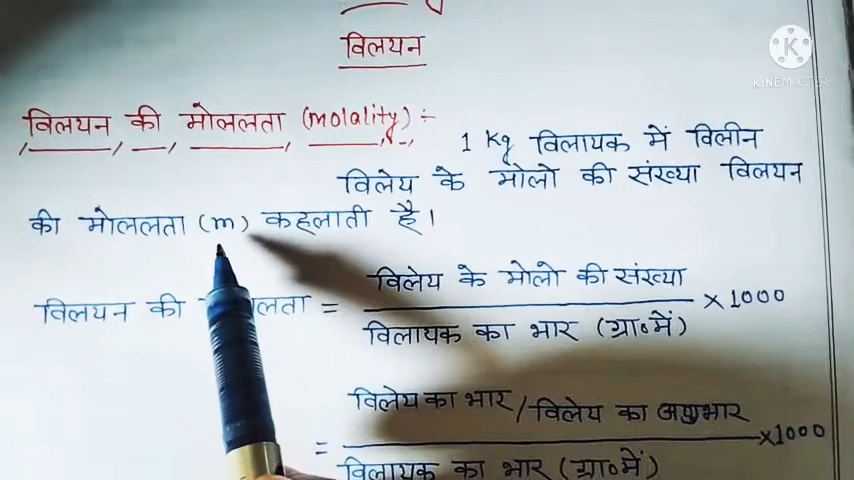 विलयन
K
KINEMASTER
विलयन की मोललता (molality) :-
1 Kg विलायक में विलीन
विलेय के मोलो की संख्या विलयन
की मोललता (m) कहलाती है।
विलेय के मोलो की संख्या
विलयन की लता = × 1000
विलायक का भार (ग्रा॰में)
विलेय का भार / विलेय का अणुभार
= ×1000
विलायक का भार (ग्रा॰में)